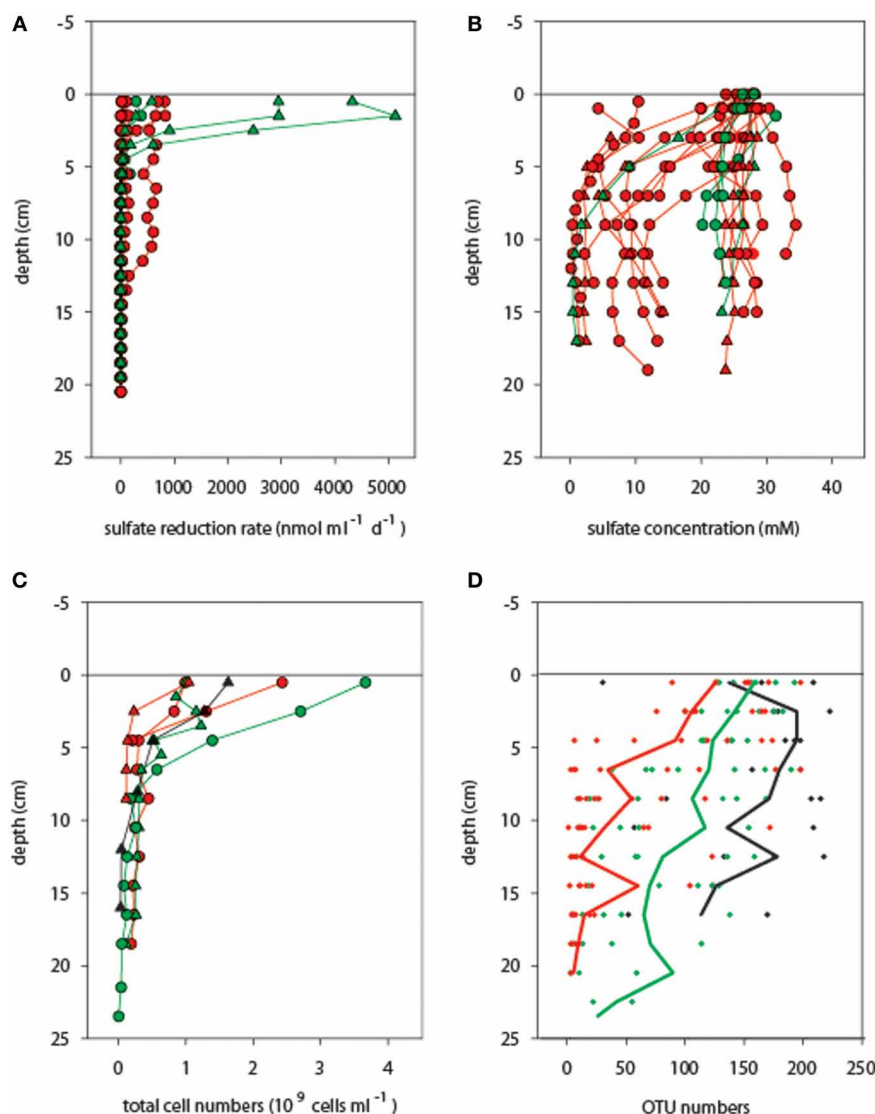 A
-5
0
5
10
15
20
25
depth (cm)
0 1000 2000 3000 4000 5000
sulfate reduction rate (nmol ml⁻¹ d⁻¹)
B
-5
0
5
10
15
20
25
depth (cm)
0 10 20 30 40
sulfate concentration (mM)
C
-5
0
5
10
15
20
25
depth (cm)
0 1 2 3 4
total cell numbers (10⁹ cells ml⁻¹)
D
-5
0
5
10
15
20
25
depth (cm)
0 50 100 150 200 250
OTU numbers